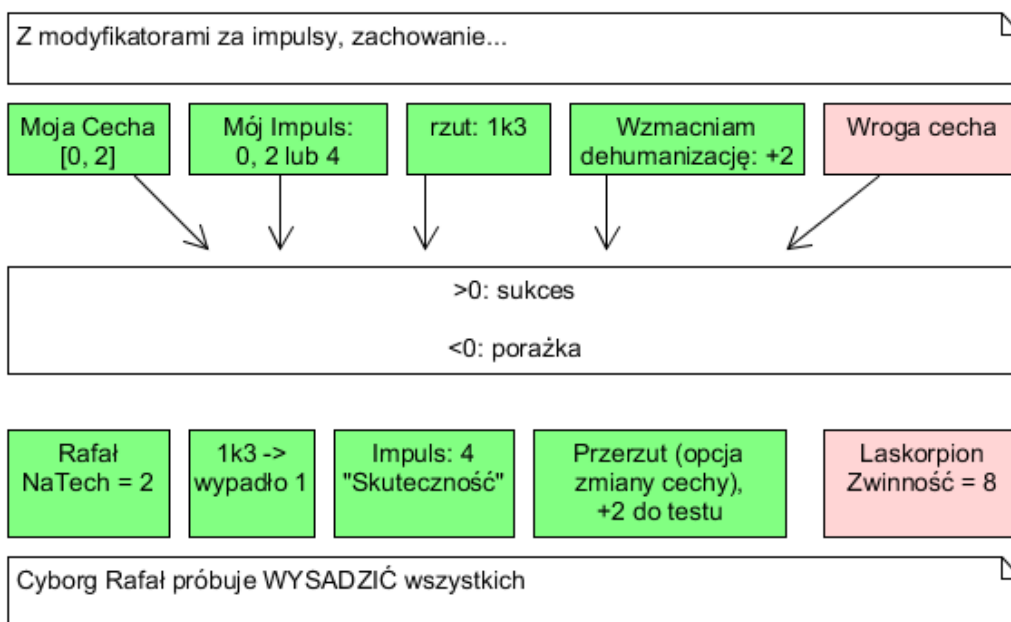 Z modyfikatorami za impulsy, zachowanie...
Moja Cecha
[0, 2]
Mój Impuls:
0, 2 lub 4
rzut: 1k3
Wzmacniam
dehumanizację: +2
Wroga cecha
>0: sukces
<0: porażka
Rafał
NaTech = 2
1k3 ->
wypadło 1
Impuls: 4
"Skuteczność"
Przerzut (opcja
zmiany cechy),
+2 do testu
Laskorpion
Zwinność = 8
Cyborg Rafał próbuje WYSADZIĆ wszystkich